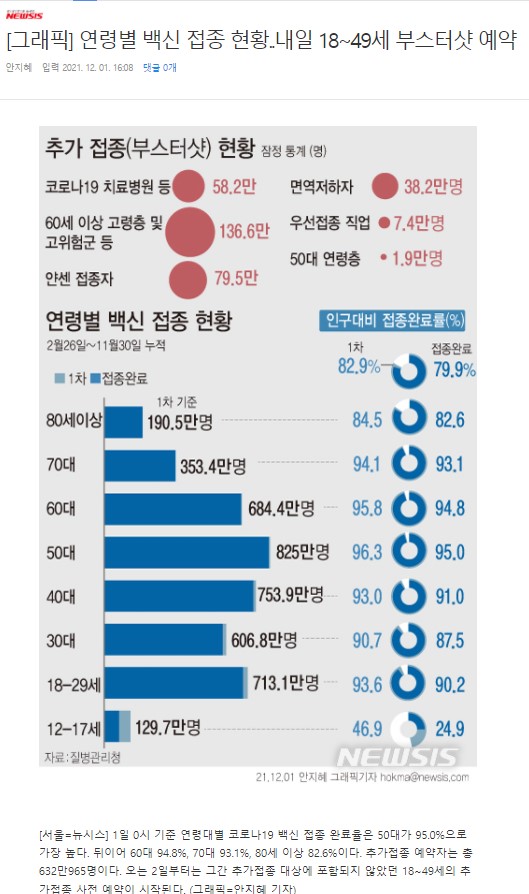 NEWSIS
[그래픽] 연령별 백신 접종 현황..내일 18~49세 부스터샷 예약
안지혜 입력 2021. 12. 01. 16:08 댓글 0개
추가 접종(부스터샷) 현황 잠정 통계 (명)
코로나19 치료병원 등 58.2만
60세 이상 고령층 및
고위험군 등 136.6만
얀센 접종자 79.5만
면역저하자 38.2만명
우선접종 직업 7.4만명
50대 연령층 1.9만명
연령별 백신 접종 현황
2월26일~11월30일 누적
1차 접종완료
인구대비 접종완료률(%)
1차 접종완료
82.9% 79.9%
1차 기준
80세이상 190.5만명 84.5 82.6
70대 353.4만명 94.1 93.1
60대 684.4만명 95.8 94.8
50대 825만명 96.3 95.0
40대 753.9만명 93.0 91.0
30대 606.8만명 90.7 87.5
18-29세 713.1만명 93.6 90.2
12-17세 129.7만명 46.9 24.9
자료: 질병관리청
NEWSIS
21.12.01 안지혜 그래픽기자 hokma@newsis.com
[서울=뉴시스] 1일 0시 기준 연령대별 코로나19 백신 접종 완료율은 50대가 95.0%으로
가장 높다. 뒤이어 60대 94.8%, 70대 93.1%, 80세 이상 82.6%이다. 추가접종 예약자는 총
632만965명이다. 오는 2일부터는 그간 추가접종 대상에 포함되지 않았던 18~49세의 추
가접종 사전 예약이 시작된다. (그래픽=안지혜 기자)